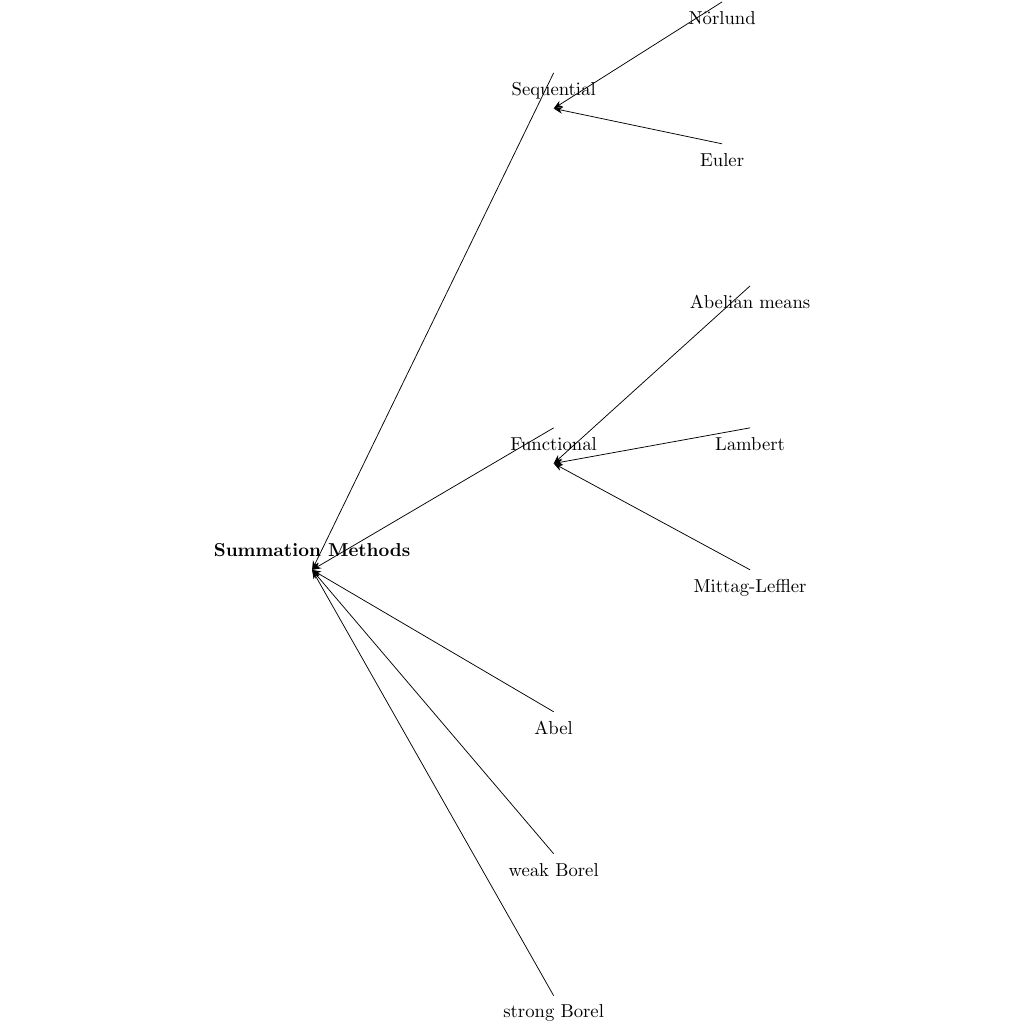 Nörlund
Sequential
Euler
Abelian means
Functional
Lambert
Summation Methods
Mittag-Leffler
Abel
weak Borel
strong Borel